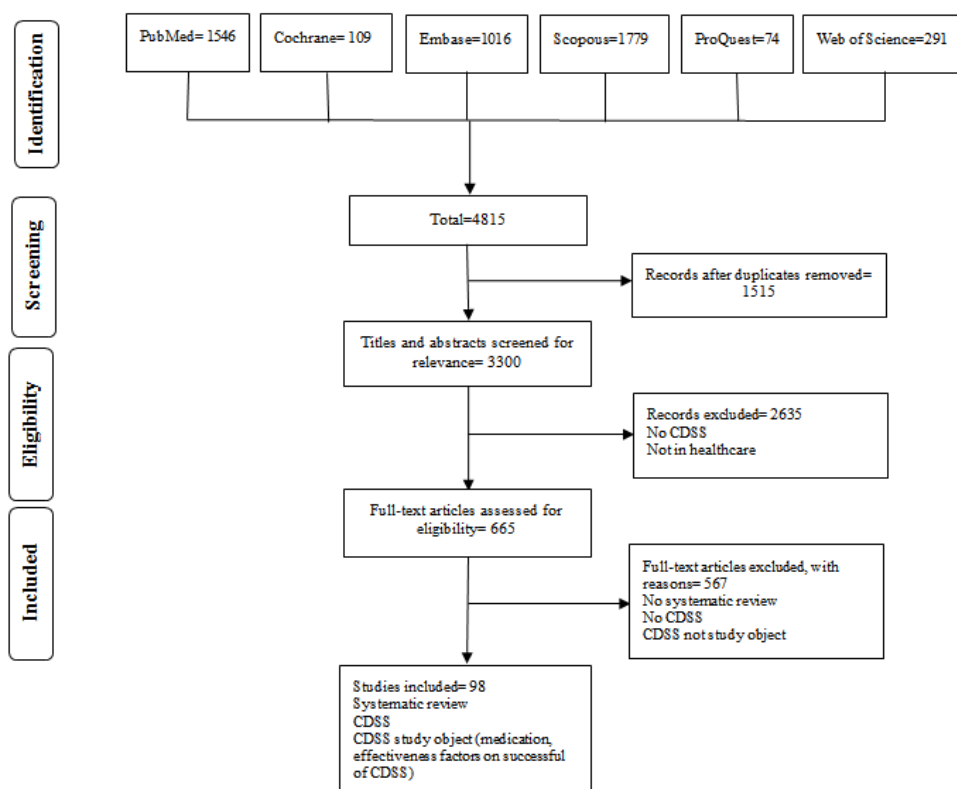 Identification
PubMed= 1546
Cochrane= 109
Embase=1016
Scopous=1779
ProQuest=74
Web of Science=291
Screening
Total=4815
Records after duplicates removed=
1515
Titles and abstracts screened for
relevance= 3300
Eligibility
Records excluded= 2635
No CDSS
Not in healthcare
Full-text articles assessed for
eligibility= 665
Included
Full-text articles excluded, with
reasons= 567
No systematic review
No CDSS
CDSS not study object
Studies included= 98
Systematic review
CDSS
CDSS study object (medication,
effectiveness factors on successful
of CDSS)